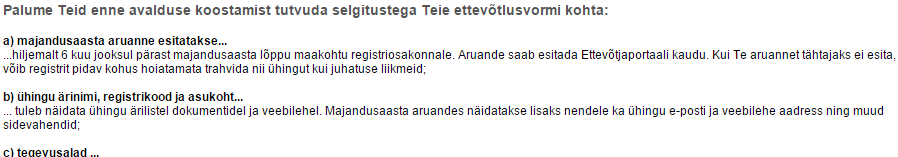 Palume Teid enne avalduse koostamist tutvuda selgitustega Teie ettevõtlusvormi kohta:
a) majandusaasta aruanne esitatakse...
...hiljemalt 6 kuu jooksul pärast majandusaasta lõppu maakohtu registriosakonnale. Aruande saab esitada Ettevõtjaportaali kaudu. Kui Te aruannet tähtajaks ei esita,
võib registrit pidav kohus hoiatamata trahvida nii ühingut kui juhatuse liikmeid;
b) ühingu ärinimi, registrikood ja asukoht...
... tuleb näidata ühingu ärilistel dokumentidel ja veebilehel. Majandusaasta aruandes näidatakse lisaks nendele ka ühingu e-posti ja veebilehe aadress ning muud
sidevahendid;
c) tegevusalad ...